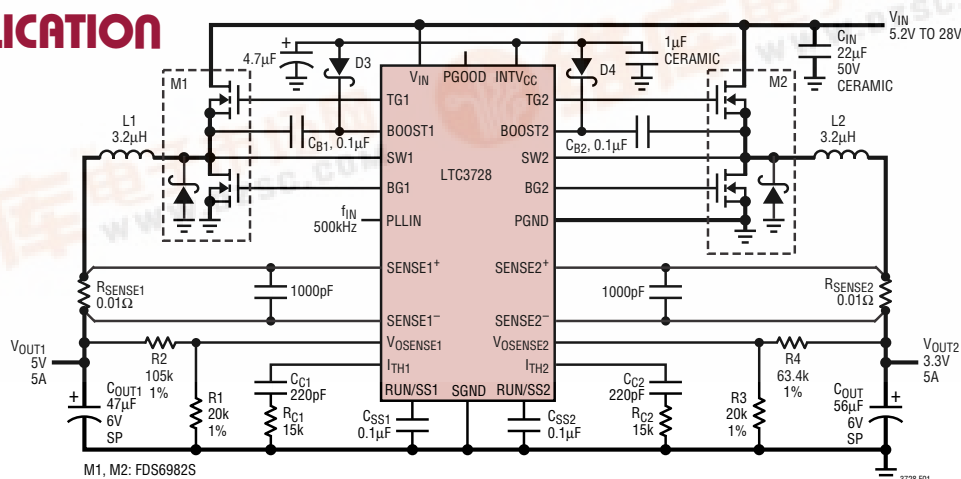 LICATION
VIN
5.2V TO 28V
CIN
22µF
50V
CERAMIC
4.7µF
+
D3
D4
1µF
CERAMIC
M1
M2
VIN
PGOOD
INTVCC
TG1
TG2
BOOST1
BOOST2
CB1, 0.1µF
CB2, 0.1µF
L1
3.2µH
L2
3.2µH
SW1
SW2
LTC3728
BG1
BG2
fIN
500kHz
PLLIN
PGND
SENSE1+
SENSE2+
RSENSE1
0.01Ω
1000pF
1000pF
RSENSE2
0.01Ω
SENSE1–
SENSE2–
VOSENSE1
VOSENSE2
VOUT1
5V
5A
R2
105k
1%
ITH1
ITH2
R4
63.4k
1%
VOUT2
3.3V
5A
+
COUT1
47µF
6V
SP
R1
20k
1%
CC1
220pF
RC1
15k
RUN/SS1
SGND
RUN/SS2
CSS1
0.1µF
CSS2
0.1µF
CC2
220pF
RC2
15k
R3
20k
1%
COUT
56µF
6V
SP
+
M1, M2: FDS6982S
3728 F01